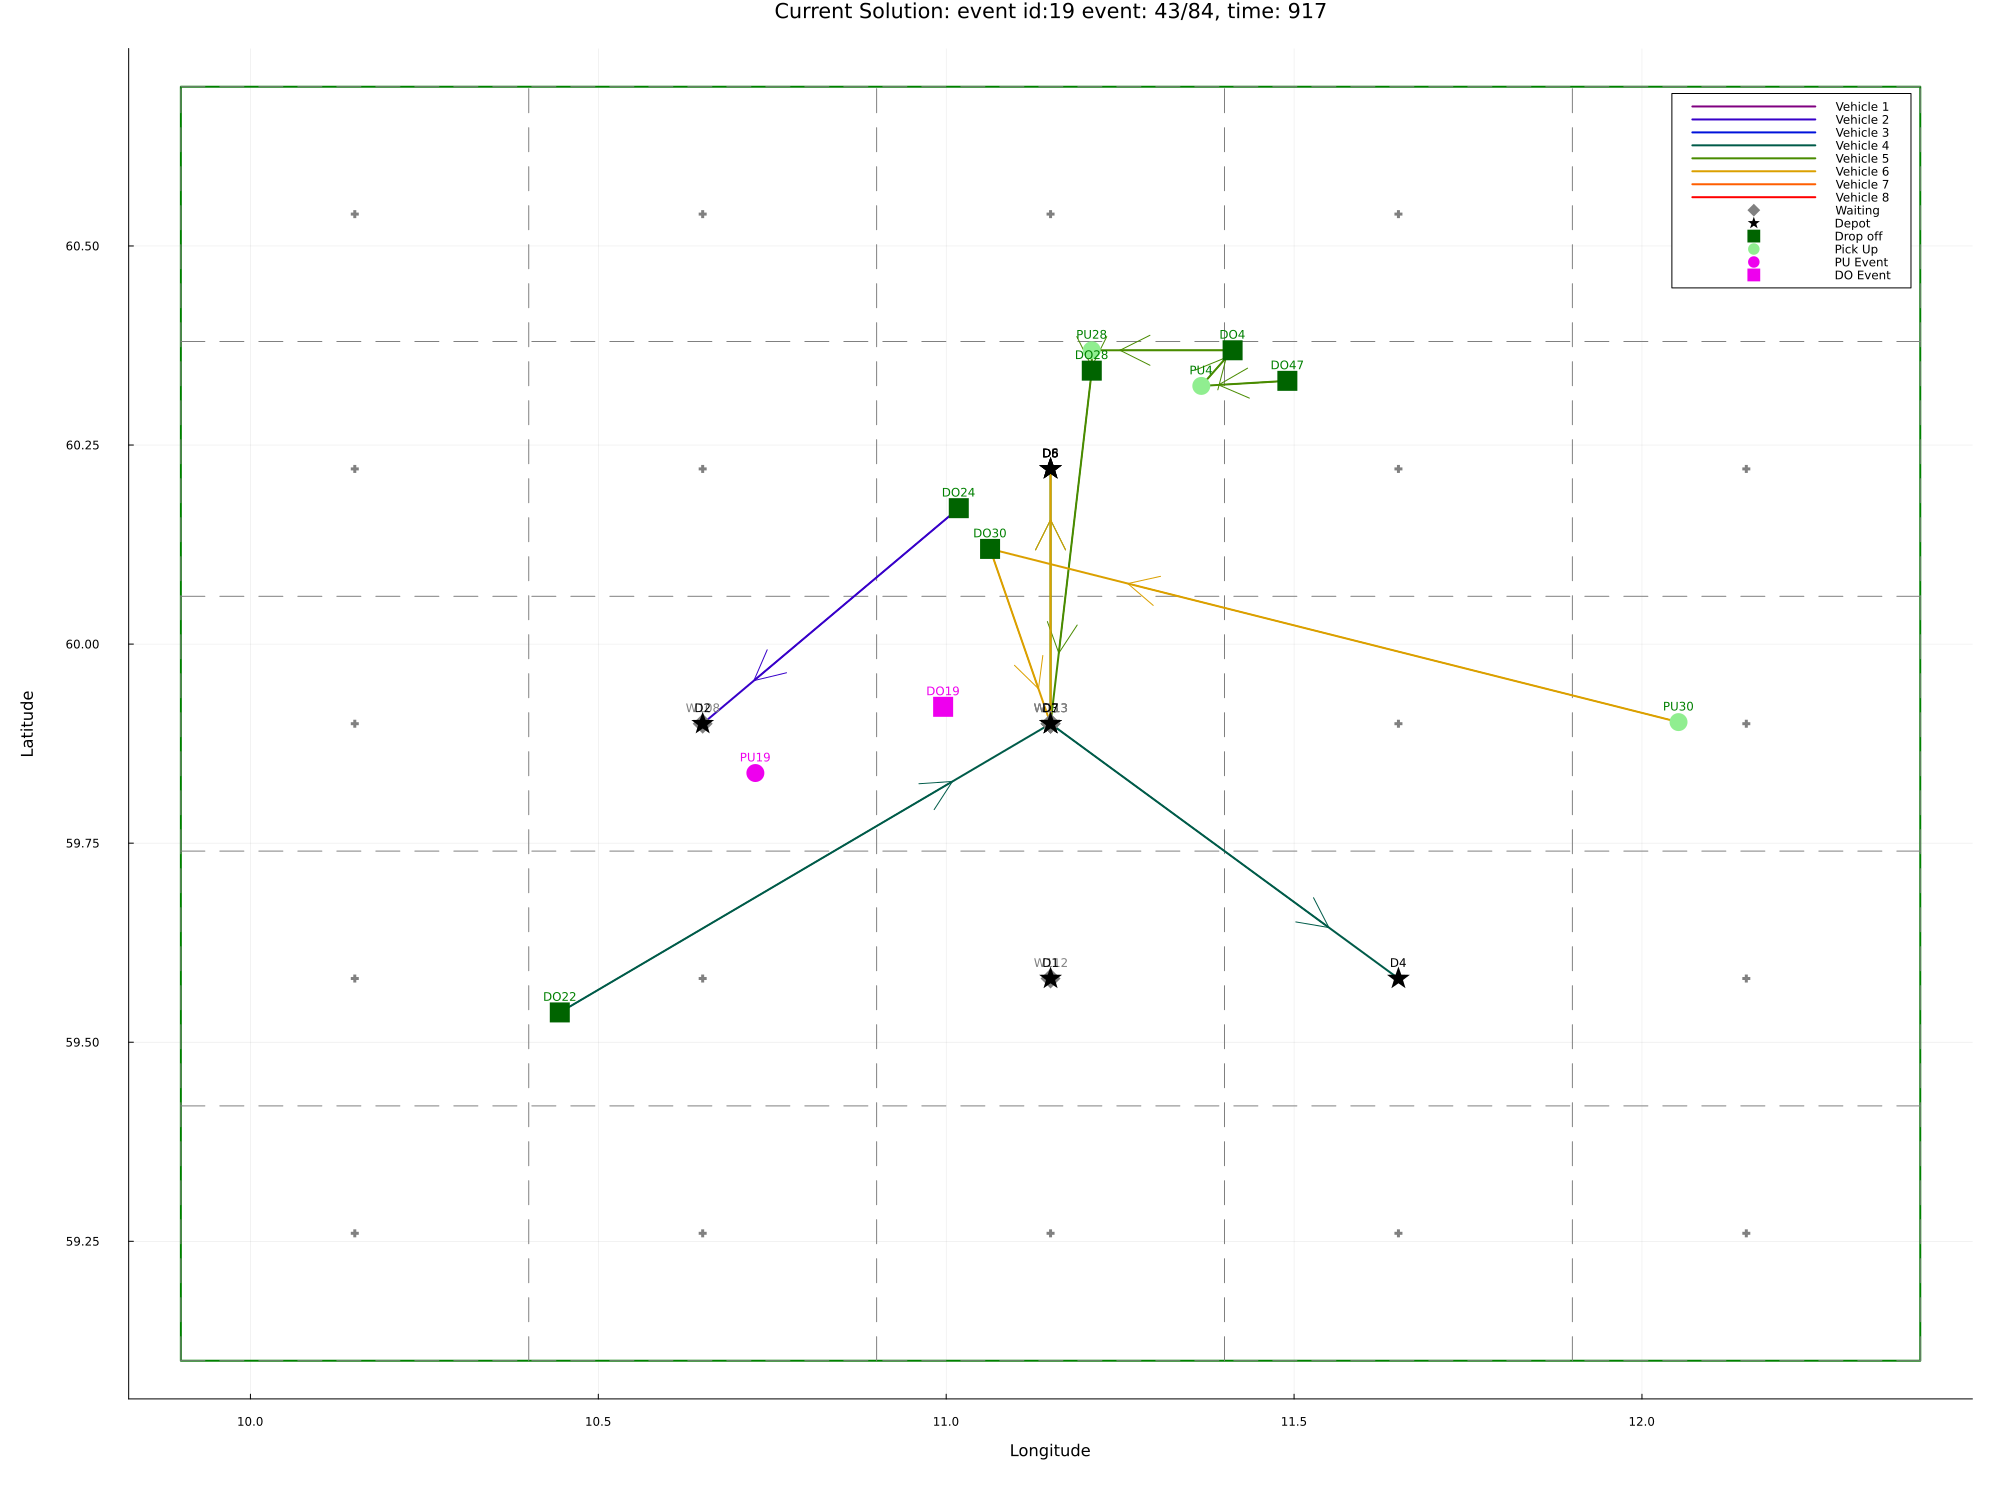 Current Solution: event id:19 event: 43/84, time: 917
Vehicle 1
Vehicle 2
Vehicle 3
Vehicle 4
Vehicle 5
Vehicle 6
Vehicle 7
Vehicle 8
Waiting
Depot
Drop off
Pick Up
PU Event
DO Event
60.50
PU28
DO4
DO28
PU4
DO47
60.25
DO24
DO30
60.00
DO19
D2
PU30
PU19
59.75
D1
D4
DO22
59.50
59.25
10.0
10.5
11.0
11.5
12.0
Longitude
Latitude